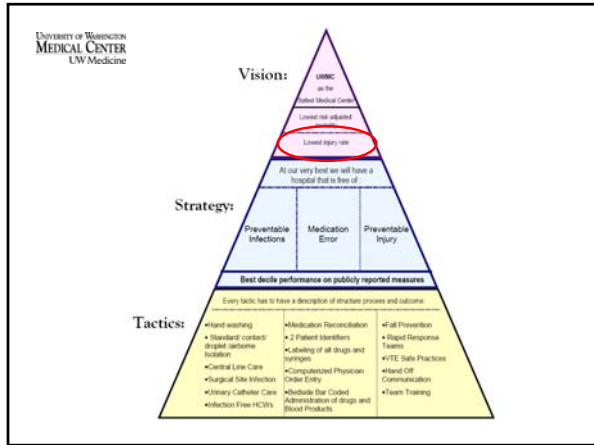 UNIVERSITY OF WASHINGTON
MEDICAL CENTER
UW Medicine
Vision:
UWMC
as the
Safest Medical Center
Lowest risk adjusted
Lowest injury rate
At our very best we will have a
hospital that is free of :
Strategy:
Preventable
Infections
Medication
Error
Preventable
Injury
Best decile performance on publicly reported measures
Every tactic has to have a description of structure process and outcome:
Tactics:
•Hand washing
• Standard/ contact/
droplet /airborne
Isolation
•Central Line Care
•Surgical Site Infection
•Urinary Catheter Care
•Infection Free HCWs
•Medication Reconciliation
• 2 Patient Identifiers
•Labeling of all drugs and
syringes
•Computerized Physican
Order Entry
•Bedside Bar Coded
Administration of drugs and
Blood Products
•Fall Prevention
• Rapid Response
Teams
•VTE Safe Practices
•Hand Off
Communication
•Team Training